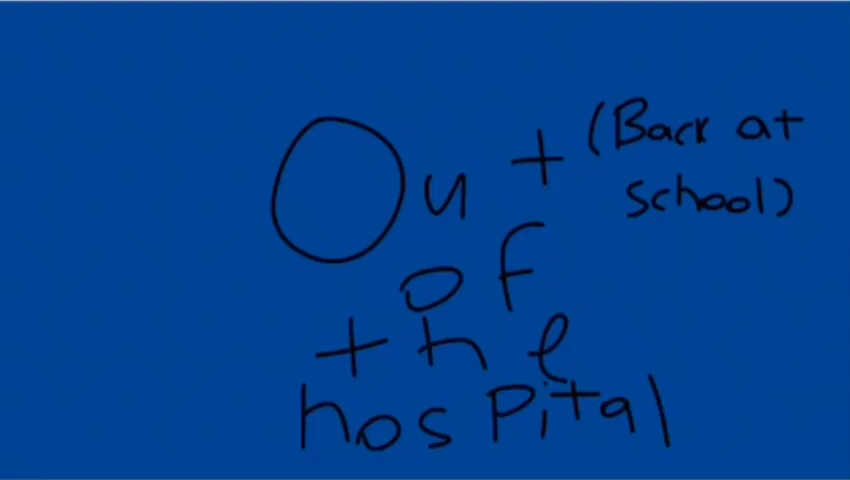 Out (Back at
school)
of
the
hospital